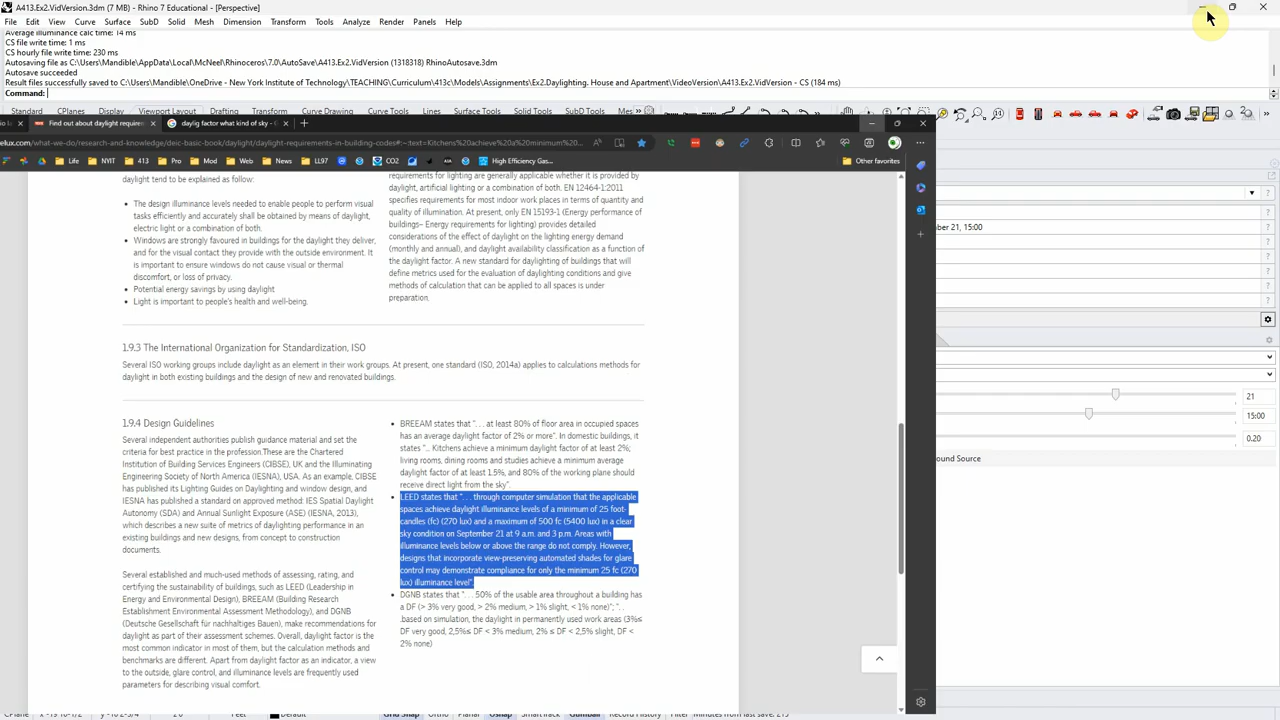 A413.Ex2.VidVersion.3dm (7 MB) - Rhino 7 Educational - [Perspective]
File Edit View Curve Surface SubD Solid Mesh Dimension Transform Tools Analyze Render Panels Help
Average illuminance calc time: 14 ms
CS file write time: 1 ms
CS hourly file write time: 230 ms
Autosaving file as C:\Users\Mandible\AppData\Local\McNeel\Rhinoceros\7.0\AutoSave\A413.Ex2.VidVersion (1318318) RhinoAutosave.3dm
Autosave succeeded
Result files successfully saved to C:\Users\Mandible\OneDrive - New York Institute of Technology\TEACHING\Curriculum\413c\Models\Assignments\Ex2.Daylighting. House and Apartment\VideoVersion\A413.Ex2.VidVersion - CS (184 ms)
Command:
Standard CPlanes Display Viewport Layout Drafting Transform Curve Drawing Curve Tools Lines Surface Tools Solid Tools SubD Tools
Find out about daylight require daylig factor what kind of sky - G
elux.com/what-we-do/research-and-knowledge/deic-basic-book/daylight/daylight-requirements-in-building-codes#:~:text=Kitchens%20achieve%20a%20minimum%20d...
Life NYIT 413 Pro Mod Web News LL97 CO2 High Efficiency Gas... Other favorites
daylight tend to be explained as follow:
• The design illuminance levels needed to enable people to perform visual
tasks efficiently and accurately shall be obtained by means of daylight,
electric light or a combination of both.
• Windows are strongly favoured in buildings for the daylight they deliver,
and for the visual contact they provide with the outside environment. It
is important to ensure windows do not cause visual or thermal
discomfort, or loss of privacy.
• Potential energy savings by using daylight
• Light is important to people's health and well-being.
requirements for lighting are generally applicable whether it is provided by
daylight, artificial lighting or a combination of both. EN 12464-1:2011
specifies requirements for most indoor work places in terms of quantity and
quality of illumination. At present, only EN 15193-1 (Energy performance of
buildings– Energy requirements for lighting) provides detailed
considerations of the effect of daylight on the lighting energy demand
(monthly and annual), and daylight availability classification as a function of
the daylight factor. A new standard for daylighting of buildings that will
define metrics used for the evaluation of daylighting conditions and give
methods of calculation that can be applied to all spaces is under
preparation.
1.9.3 The International Organization for Standardization, ISO
Several ISO working groups include daylight as an element in their work groups. At present, one standard (ISO, 2014a) applies to calculations methods for
daylight in both existing buildings and the design of new and renovated buildings.
1.9.4 Design Guidelines
Several independent authorities publish guidance material and set the
criteria for best practice in the profession.These are the Chartered
Institution of Building Services Engineers (CIBSE), UK and the Illuminating
Engineering Society of North America (IESNA), USA. As an example, CIBSE
has published its Lighting Guides on Daylighting and window design, and
IESNA has published a standard on approved method: IES Spatial Daylight
Autonomy (SDA) and Annual Sunlight Exposure (ASE) (IESNA, 2013),
which describes a new suite of metrics of daylighting performance in an
existing buildings and new designs, from concept to construction
documents.
Several established and much-used methods of assessing, rating, and
certifying the sustainability of buildings, such as LEED (Leadership in
Energy and Environmental Design), BREEAM (Building Research
Establishment Environmental Assessment Methodology), and DGNB
(Deutsche Gesellschaft für nachhaltiges Bauen), make recommendations for
daylight as part of their assessment schemes. Overall, daylight factor is the
most common indicator in most of them, but the calculation methods and
benchmarks are different. Apart from daylight factor as an indicator, a view
to the outside, glare control, and illuminance levels are frequently used
parameters for describing visual comfort.
• BREEAM states that ". . . at least 80% of floor area in occupied spaces
has an average daylight factor of 2% or more". In domestic buildings, it
states ".. Kitchens achieve a minimum daylight factor of at least 2%;
living rooms, dining rooms and studies achieve a minimum average
daylight factor of at least 1.5%, and 80% of the working plane should
receive direct light from the sky".
• LEED states that ". . . through computer simulation that the applicable
spaces achieve daylight illuminance levels of a minimum of 25 foot-
candles (fc) (270 lux) and a maximum of 500 fc (5400 lux) in a clear
sky condition on September 21 at 9 a.m. and 3 p.m. Areas with
illuminance levels below or above the range do not comply. However,
designs that incorporate view-preserving automated shades for glare
control may demonstrate compliance for only the minimum 25 fc (270
lux) illuminance level".
• DGNB states that ". . . 50% of the usable area throughout a building has
a DF (> 3% very good, > 2% medium, > 1% slight, < 1% none)"; ". .
.based on simulation, the daylight in permanently used work areas (3%≤
DF very good, 2,5%≤ DF < 3% medium, 2% ≤ DF < 2,5% slight, DF <
2% none)
21, 15:00
21
15:00
0.20
ound Source
Feet Default Grid Snap Ortho Planar Osnap SmartTrack Gumball Record History Filter